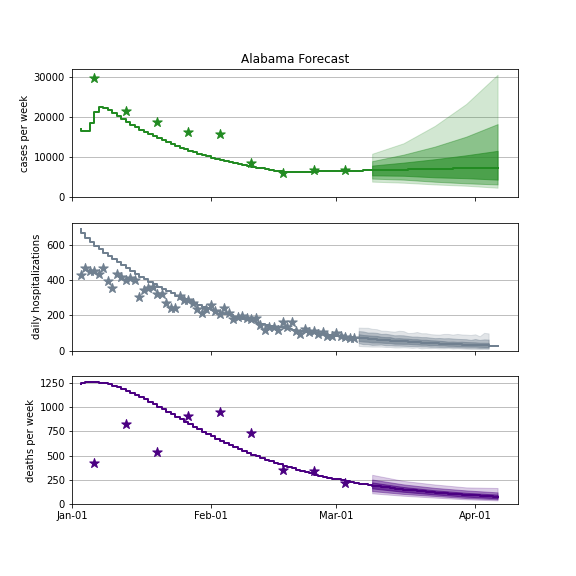 Alabama Forecast
30000
20000
10000
0
cases per week
600
400
200
0
daily hospitalizations
1250
1000
750
500
250
0
deaths per week
Jan-01 Feb-01 Mar-01 Apr-01